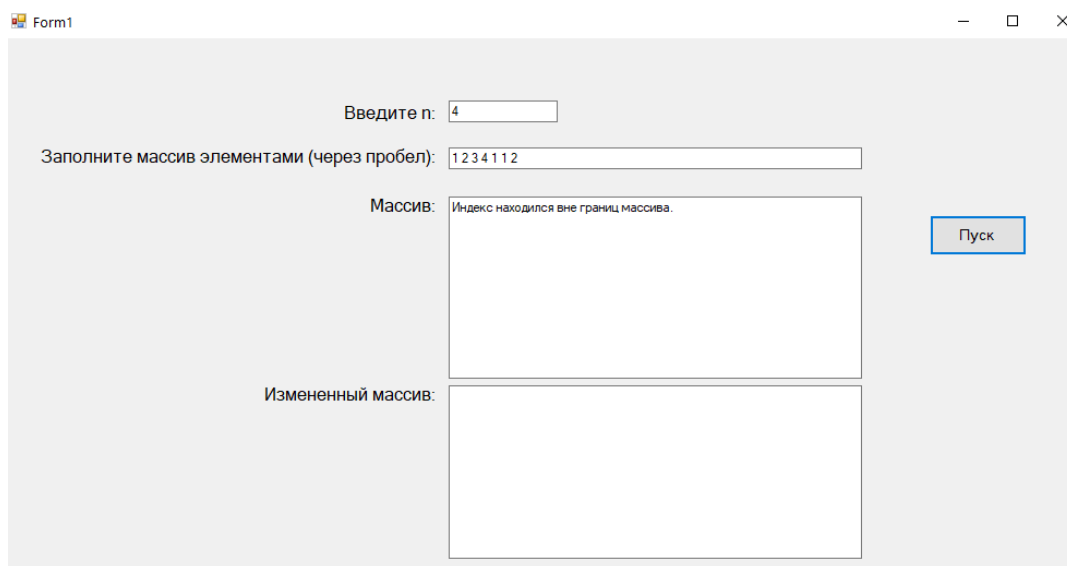 Form1
Введите n: 4
Заполните массив элементами (через пробел): 1 2 3 4 1 1 2
Массив: Индекс находился вне границ массива.
Пуск
Измененный массив: